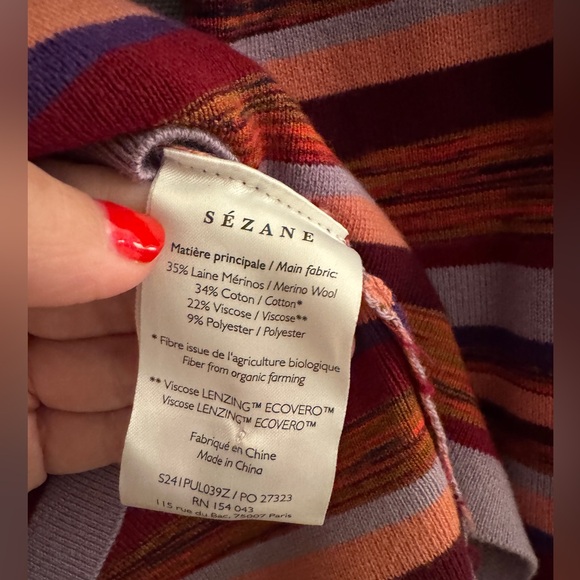 SÉZANE
Matière principale / Main fabric:
35% Laine Mérinos / Merino Wool
34% Coton / Cotton*
22% Viscose / Viscose**
9% Polyester / Polyester
* Fibre issue de l'agriculture biologique
Fiber from organic farming
** Viscose LENZING™ ECOVERO™/
Viscose LENZING™ ECOVERO™
Fabriqué en Chine
Made in China
S241PUL039Z / PO 27323
RN 154 043
115 rue du Bac, 75007 Paris